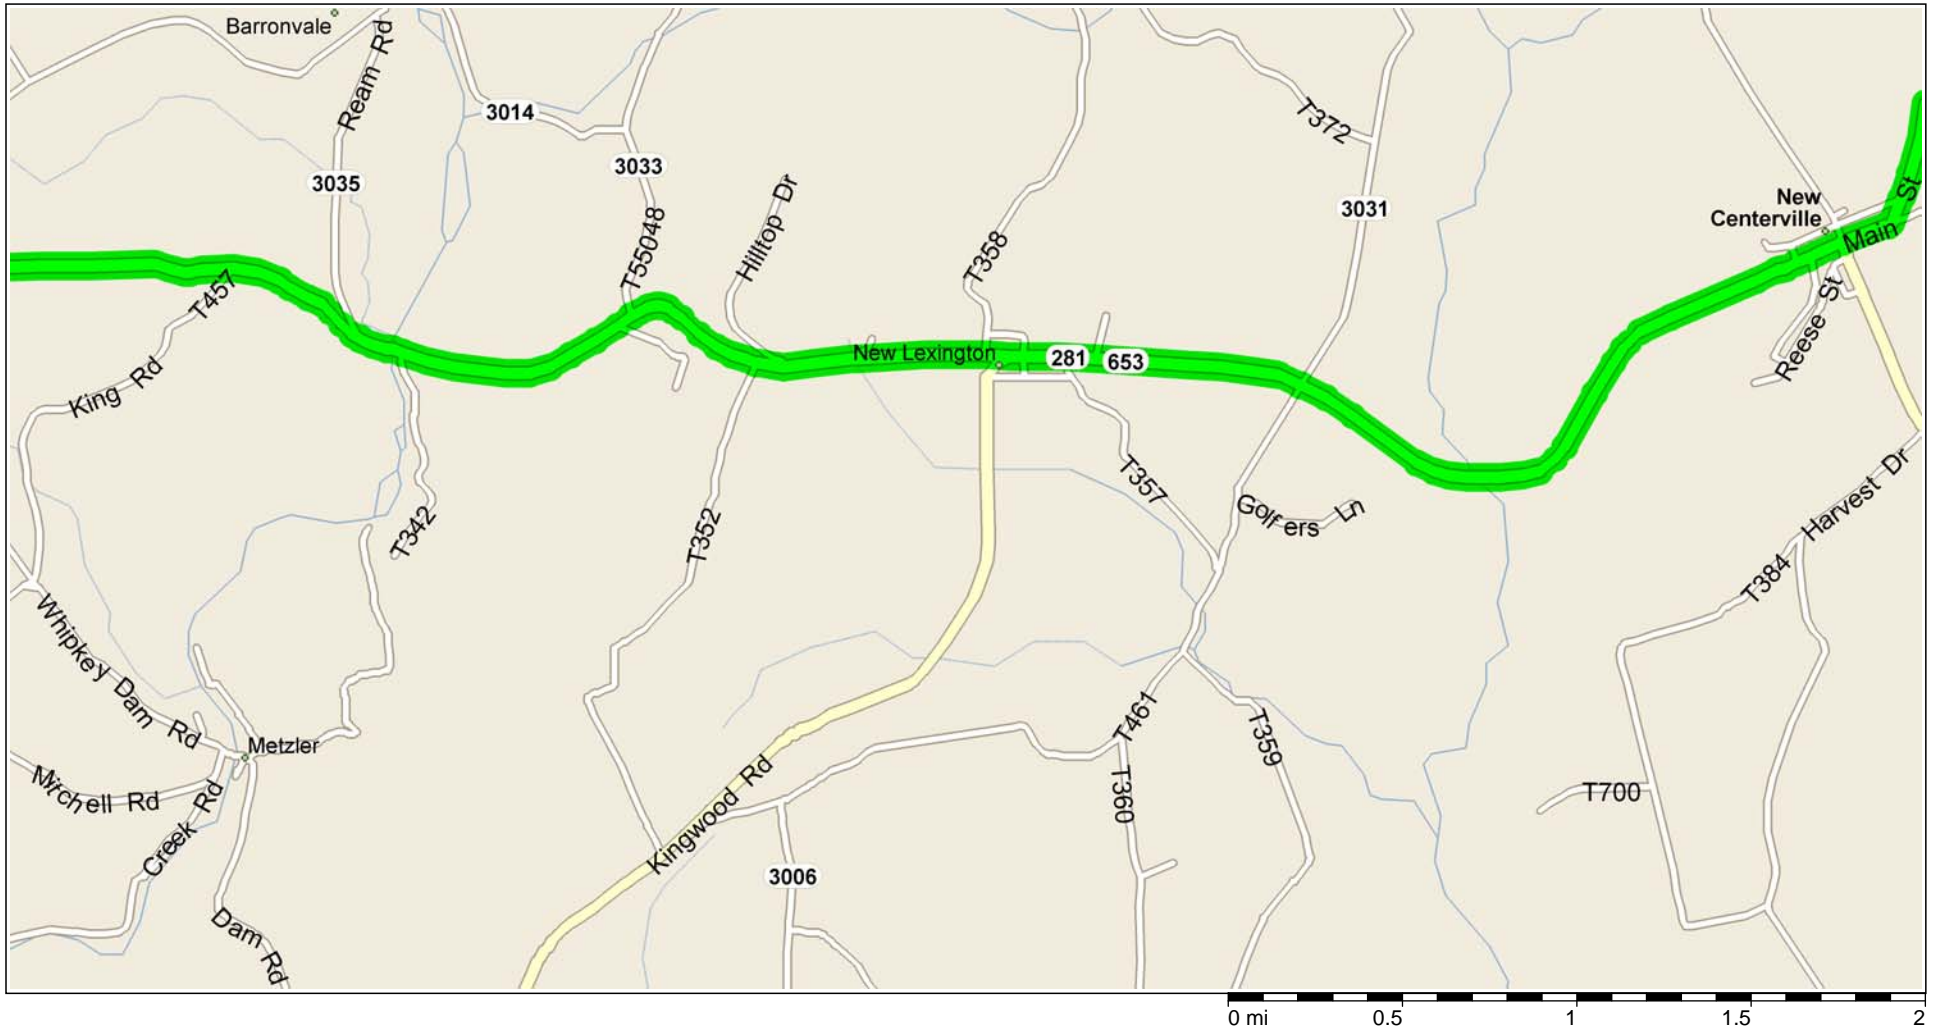 Barronvale
Ream Rd
3014
T372
3033
3035
New
Centerville
St
3031
Main
T55048
Hilltop Dr
T358
T457
Reese St
New Lexington
281
653
King Rd
Harvest Dr
T357
Golfers Ln
T342
T352
T384
Whipkey Dam Rd
T461
T359
Metzler
Mitchell Rd
Kingwood Rd
T360
T700
Creek Rd
3006
Dam Rd
0 mi 0.5 1 1.5 2